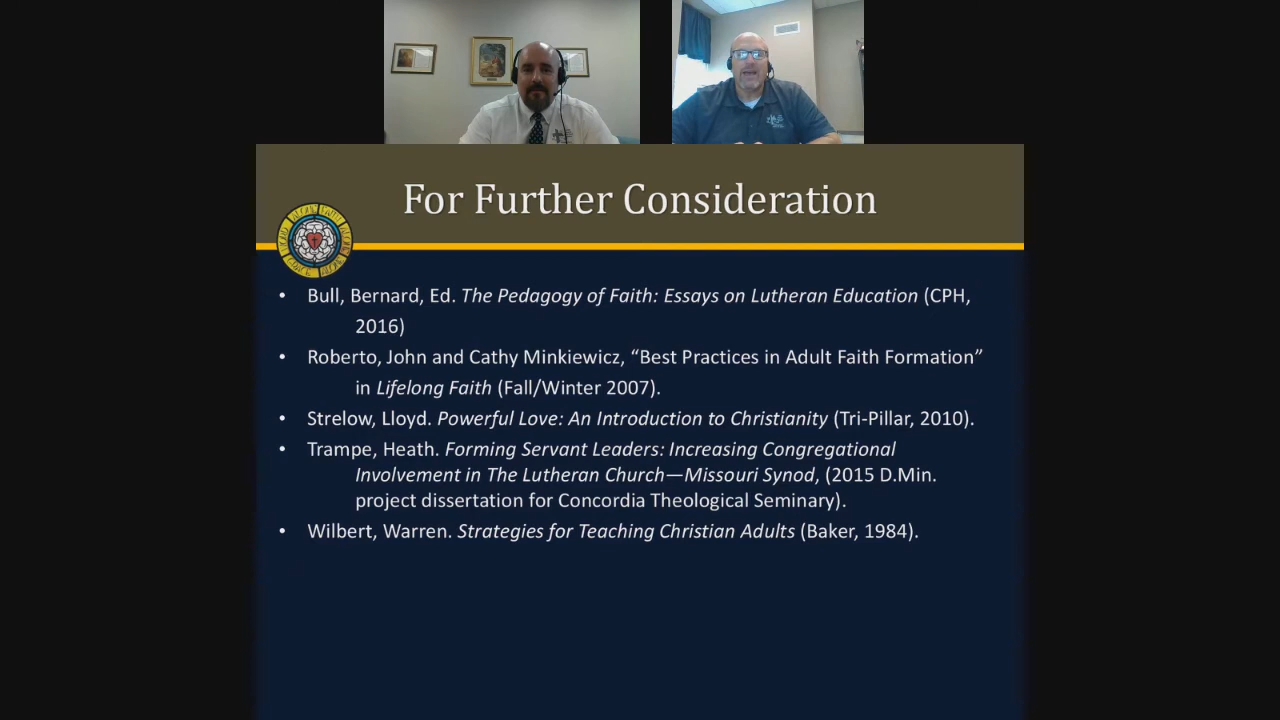 For Further Consideration
• Bull, Bernard, Ed. The Pedagogy of Faith: Essays on Lutheran Education (CPH,
2016)
• Roberto, John and Cathy Minkiewicz, “Best Practices in Adult Faith Formation”
in Lifelong Faith (Fall/Winter 2007).
• Strelow, Lloyd. Powerful Love: An Introduction to Christianity (Tri-Pillar, 2010).
• Trampe, Heath. Forming Servant Leaders: Increasing Congregational
Involvement in The Lutheran Church—Missouri Synod, (2015 D.Min.
project dissertation for Concordia Theological Seminary).
• Wilbert, Warren. Strategies for Teaching Christian Adults (Baker, 1984).